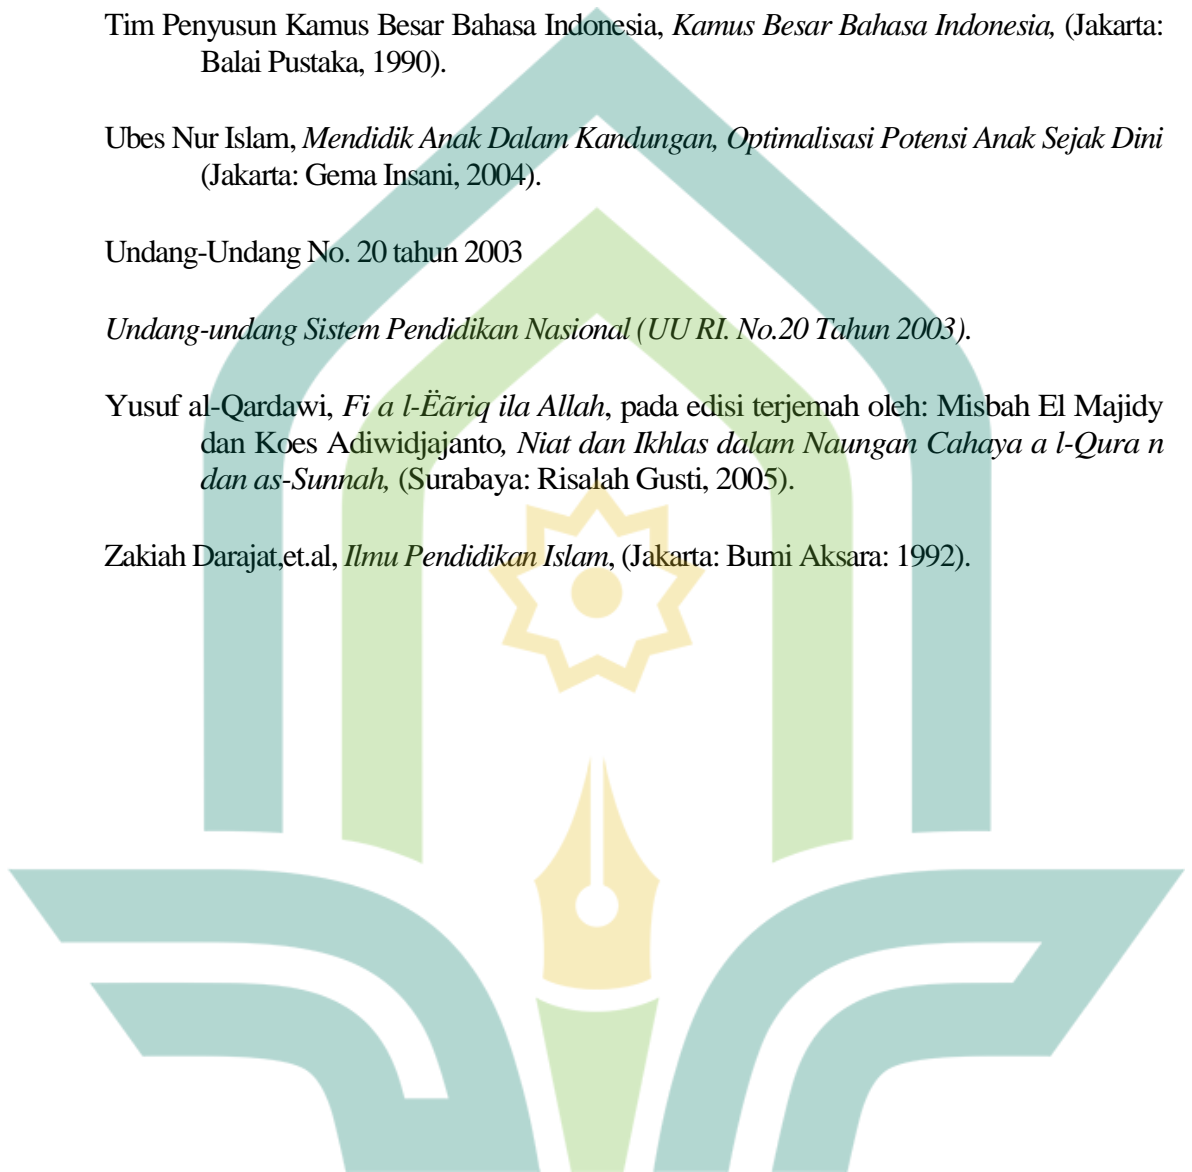 Tim Penyusun Kamus Besar Bahasa Indonesia, Kamus Besar Bahasa Indonesia, (Jakarta:
Balai Pustaka, 1990).
Ubes Nur Islam, Mendidik Anak Dalam Kandungan, Optimalisasi Potensi Anak Sejak Dini
(Jakarta: Gema Insani, 2004).
Undang-Undang No. 20 tahun 2003
Undang-undang Sistem Pendidikan Nasional (UU RI. No.20 Tahun 2003).
Yusuf al-Qardawi, Fi a l-Ëãriq ila Allah, pada edisi terjemah oleh: Misbah El Majidy
dan Koes Adiwidjajanto, Niat dan Ikhlas dalam Naungan Cahaya a l-Qura n
dan as-Sunnah, (Surabaya: Risalah Gusti, 2005).
Zakiah Darajat,et.al, Ilmu Pendidikan Islam, (Jakarta: Bumi Aksara: 1992).